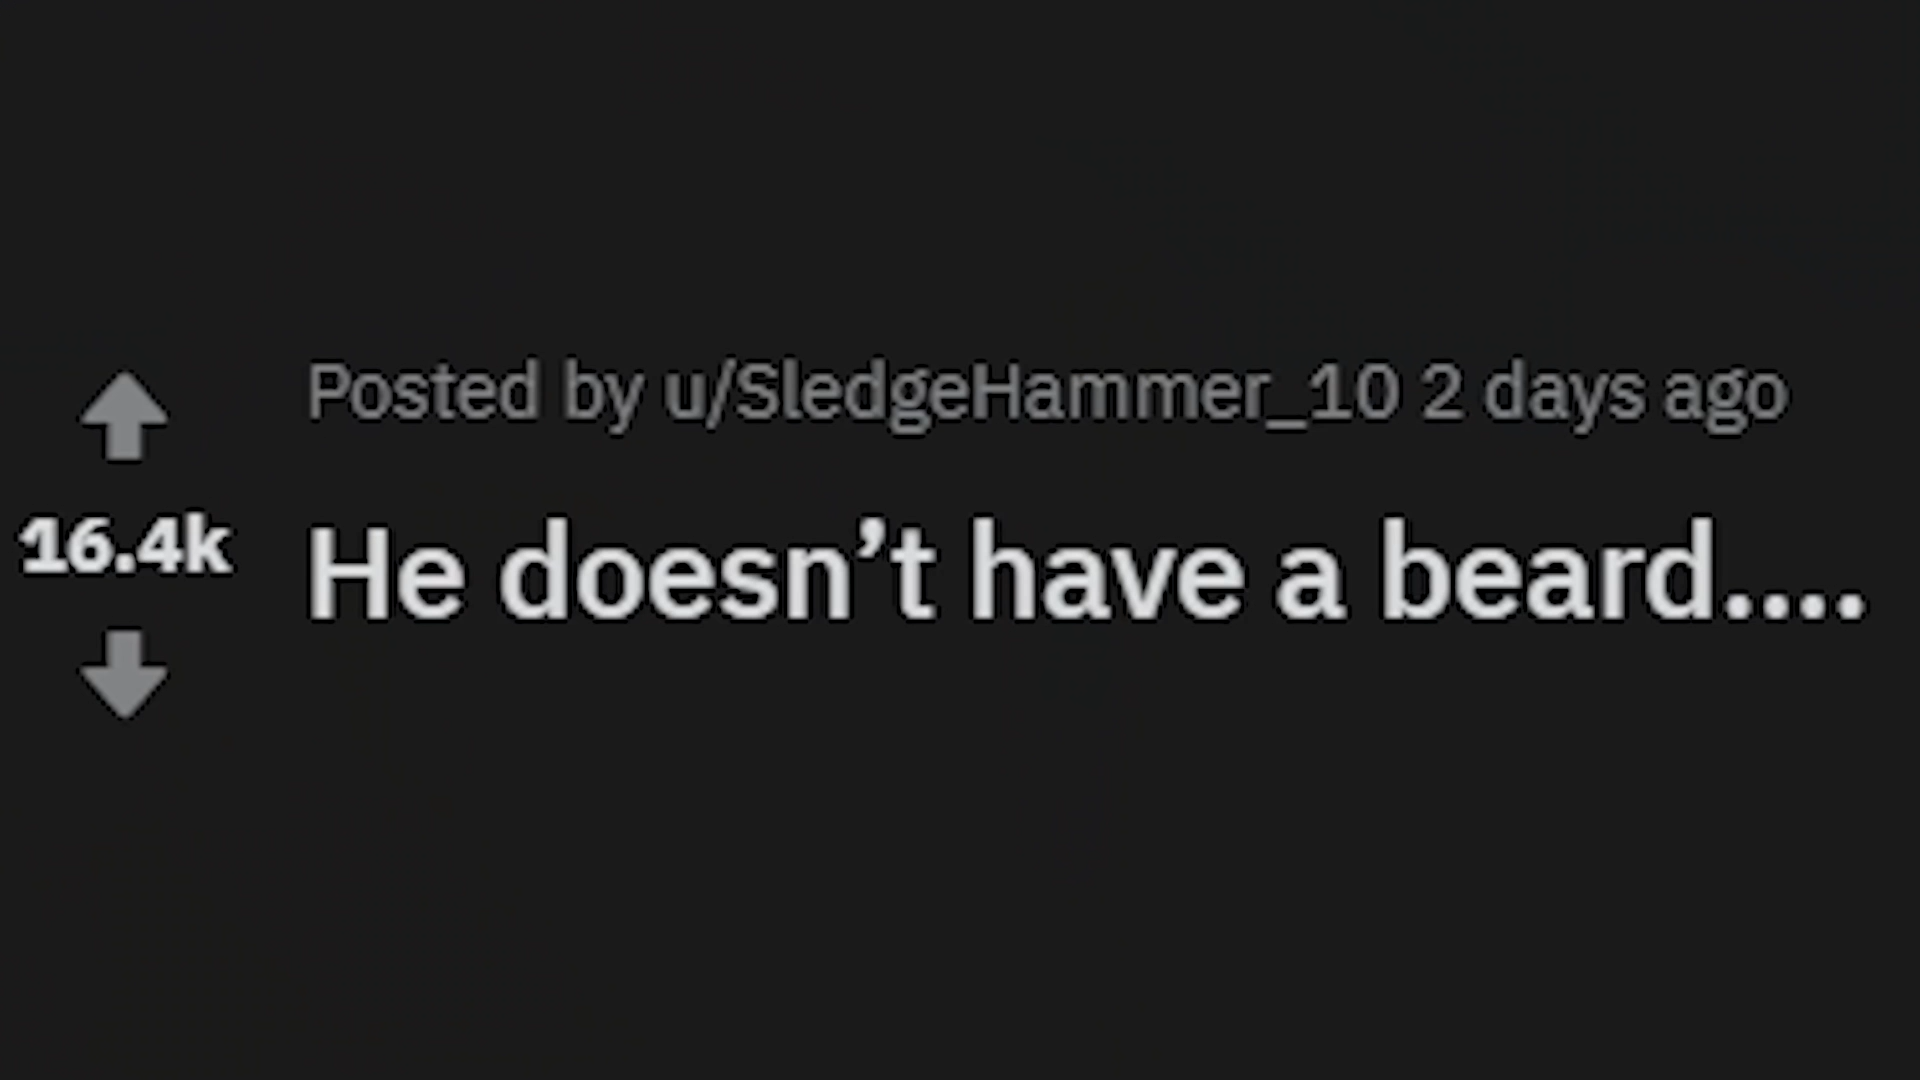 Posted by u/SledgeHammer_10 2 days ago
16.4k
He doesn’t have a beard....